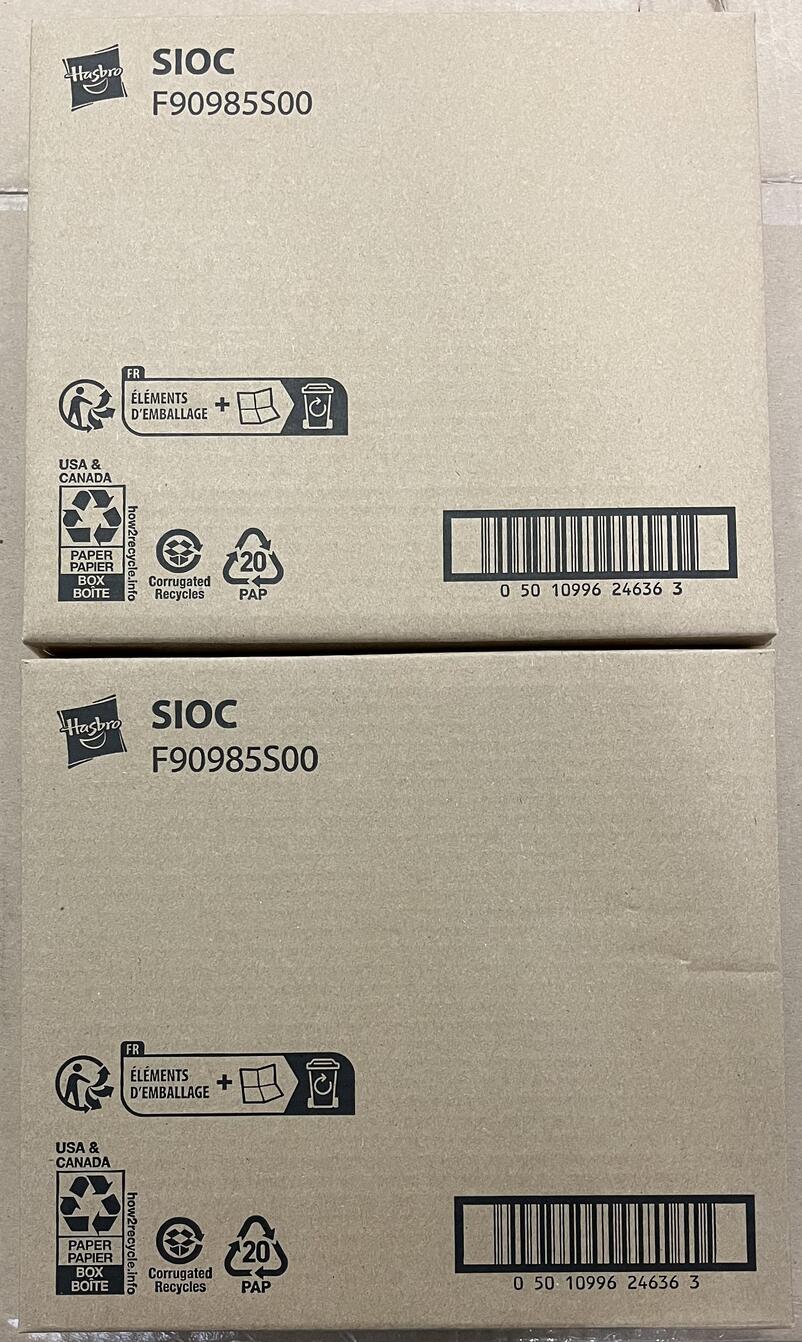 Hasbro
SIOC
F90985S00
FR
ÉLÉMENTS
D'EMBALLAGE
USA &
CANADA
PAPER
PAPIER
BOX
BOÎTE
how2recycle.info
Corrugated
Recycles
20
PAP
0 50 10996 24636 3
Hasbro
SIOC
F90985S00
FR
ÉLÉMENTS
D'EMBALLAGE
USA &
CANADA
PAPER
PAPIER
BOX
BOÎTE
how2recycle.info
Corrugated
Recycles
20
PAP
0 50 10996 24636 3